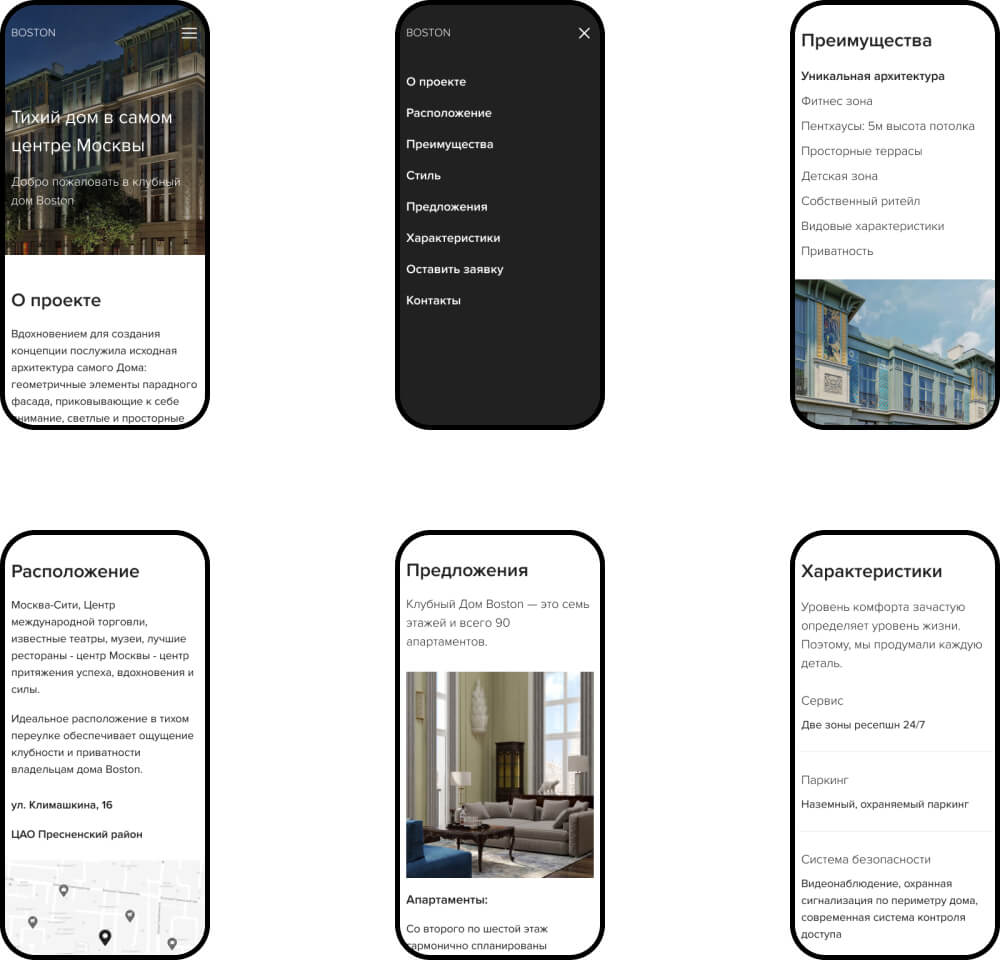 BOSTON
Тихий дом в самом
центре Москвы
Добро пожаловать в клубный
дом Boston
О проекте
Вдохновением для создания
концепции послужила исходная
архитектура самого Дома:
геометричные элементы парадного
фасада, приковывающие к себе
внимание, светлые и просторные
BOSTON
О проекте
Расположение
Преимущества
Стиль
Предложения
Характеристики
Оставить заявку
Контакты
Преимущества
Уникальная архитектура
Фитнес зона
Пентхаусы: 5м высота потолка
Просторные террасы
Детская зона
Собственный ритейл
Видовые характеристики
Приватность
Расположение
Москва-Сити, Центр
международной торговли,
известные театры, музеи, лучшие
рестораны - центр Москвы - центр
притяжения успеха, вдохновения и
силы.
Идеальное расположение в тихом
переулке обеспечивает ощущение
клубности и приватности
владельцам дома Boston.
ул. Климашкина, 16
ЦАО Пресненский район
Предложения
Клубный Дом Boston — это семь
этажей и всего 90
апартаментов.
Апартаменты:
Со второго по шестой этаж
гармонично спланированы
Характеристики
Уровень комфорта зачастую
определяет уровень жизни.
Поэтому, мы продумали каждую
деталь.
Сервис
Две зоны ресепшн 24/7
Паркинг
Наземный, охраняемый паркинг
Система безопасности
Видеонаблюдение, охранная
сигнализация по периметру дома,
современная система контроля
доступа